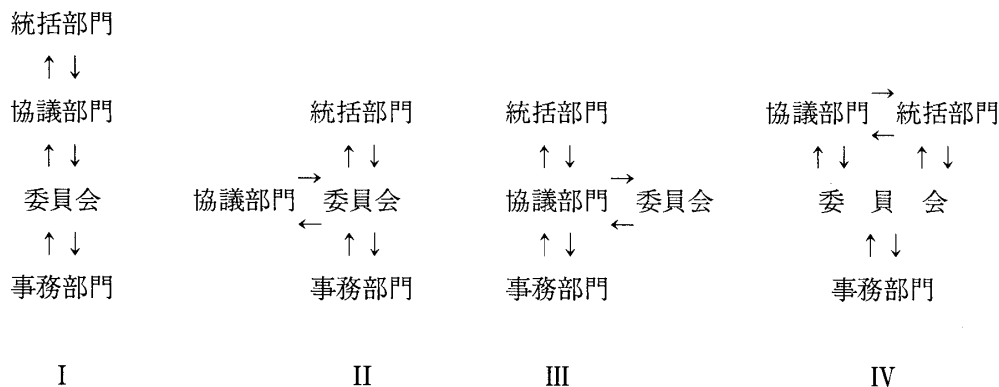 統括部門
↑ ↓
協議部門
↑ ↓
委員会
↑ ↓
事務部門
I
統括部門
↑ ↓
協議部門 → ← 委員会
↑ ↓
事務部門
II
統括部門
↑ ↓
協議部門 → ← 委員会
↑ ↓
事務部門
III
協議部門 → ← 統括部門
↑ ↓ ↑ ↓
委 員 会
↑ ↓
事務部門
IV